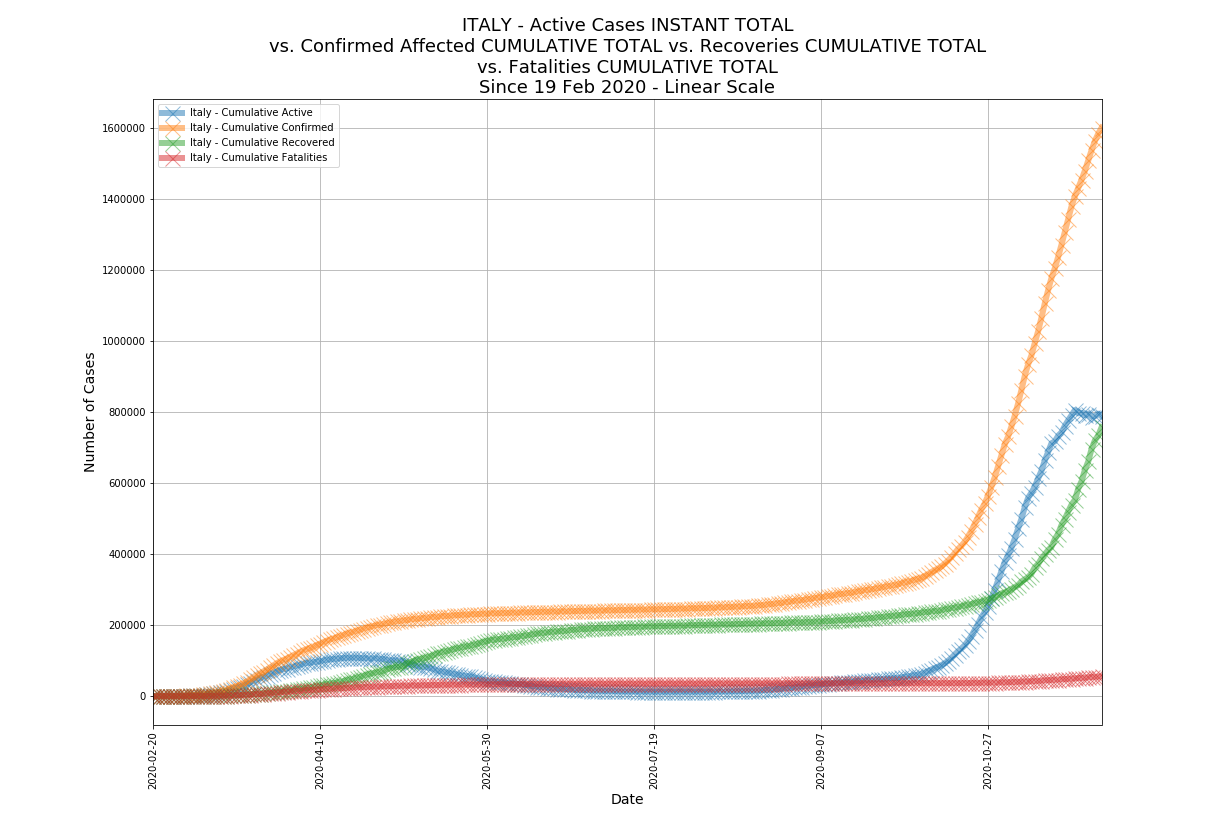 ITALY - Active Cases INSTANT TOTAL
vs. Confirmed Affected CUMULATIVE TOTAL vs. Recoveries CUMULATIVE TOTAL
vs. Fatalities CUMULATIVE TOTAL
Since 19 Feb 2020 - Linear Scale
Italy - Cumulative Active
Italy - Cumulative Confirmed
Italy - Cumulative Recovered
Italy - Cumulative Fatalities
Number of Cases
1600000
1400000
1200000
1000000
800000
600000
400000
200000
0
2020-02-20
2020-04-10
2020-05-30
2020-07-19
2020-09-07
2020-10-27
Date